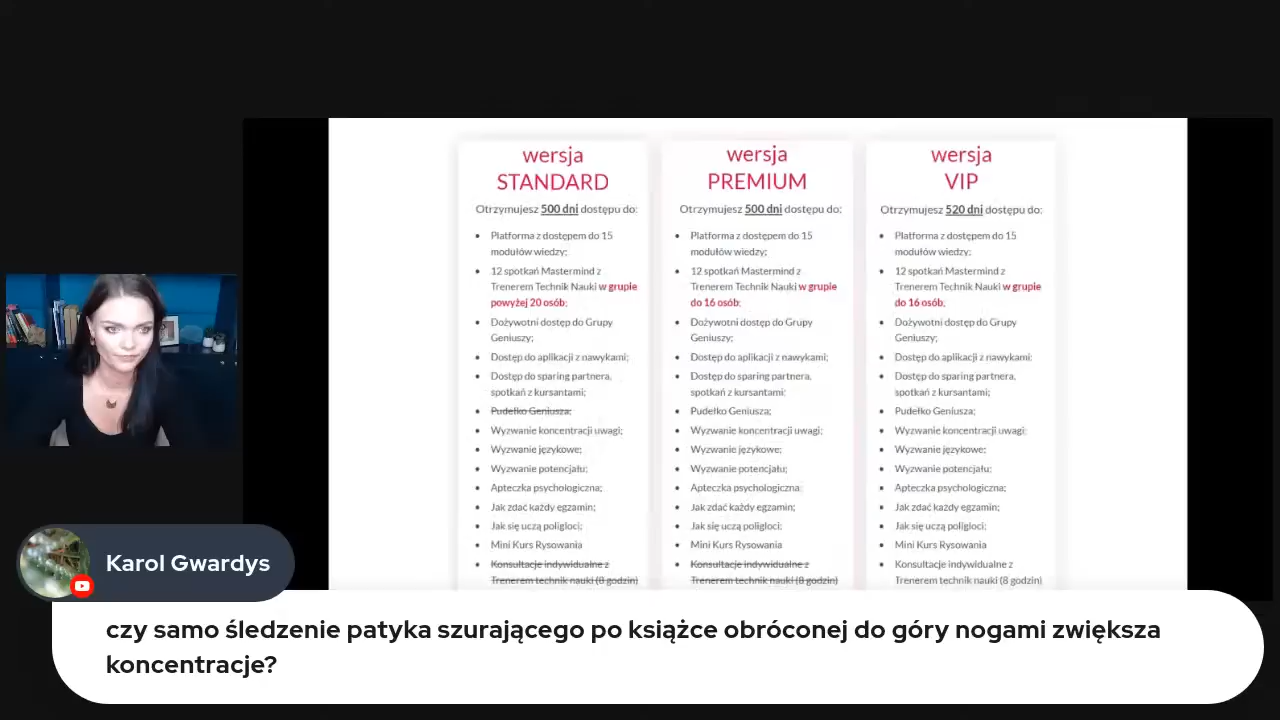 wersja
STANDARD
Otrzymujesz 500 dni dostępu do:
Platforma z dostępem do 15
modułów wiedzy;
12 spotkań Mastermind z
Trenerem Technik Nauki w grupie
powyżej 20 osób;
Dożywotni dostęp do Grupy
Geniuszy;
Dostęp do aplikacji z nawykami;
Dostęp do sparing partnera,
spotkań z kursantami;
Pudełko Geniusza;
Wyzwanie koncentracji uwagi;
Wyzwanie językowe;
Wyzwanie potencjału;
Apteczka psychologiczna;
Jak zdać każdy egzamin;
Jak się uczą poligloci;
Mini Kurs Rysowania
Konsultacje indywidualne z
Trenerem technik nauki (8 godzin)
wersja
PREMIUM
Otrzymujesz 500 dni dostępu do:
Platforma z dostępem do 15
modułów wiedzy;
12 spotkań Mastermind z
Trenerem Technik Nauki w grupie
do 16 osób;
Dożywotni dostęp do Grupy
Geniuszy;
Dostęp do aplikacji z nawykami;
Dostęp do sparing partnera,
spotkań z kursantami;
Pudełko Geniusza;
Wyzwanie koncentracji uwagi;
Wyzwanie językowe;
Wyzwanie potencjału;
Apteczka psychologiczna;
Jak zdać każdy egzamin;
Jak się uczą poligloci;
Mini Kurs Rysowania
Konsultacje indywidualne z
Trenerem technik nauki (8 godzin)
wersja
VIP
Otrzymujesz 520 dni dostępu do:
Platforma z dostępem do 15
modułów wiedzy;
12 spotkań Mastermind z
Trenerem Technik Nauki w grupie
do 16 osób;
Dożywotni dostęp do Grupy
Geniuszy;
Dostęp do aplikacji z nawykami;
Dostęp do sparing partnera,
spotkań z kursantami;
Pudełko Geniusza;
Wyzwanie koncentracji uwagi;
Wyzwanie językowe;
Wyzwanie potencjału;
Apteczka psychologiczna;
Jak zdać każdy egzamin;
Jak się uczą poligloci;
Mini Kurs Rysowania
Konsultacje indywidualne z
Trenerem technik nauki (8 godzin)
Karol Gwardys
czy samo śledzenie patyka szurającego po książce obróconej do góry nogami zwiększa
koncentracje?